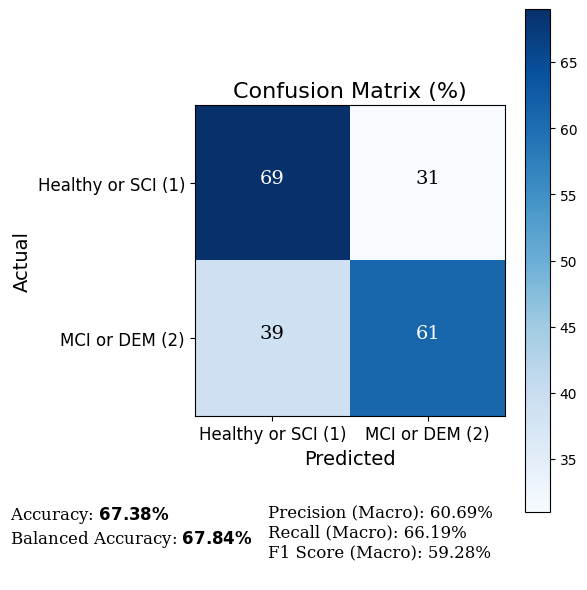 Confusion Matrix (%)
65
60
55
50
45
40
35
Actual
Healthy or SCI (1)
69
31
MCI or DEM (2)
39
61
Healthy or SCI (1)
MCI or DEM (2)
Predicted
Accuracy: 67.38%
Balanced Accuracy: 67.84%
Precision (Macro): 60.69%
Recall (Macro): 66.19%
F1 Score (Macro): 59.28%